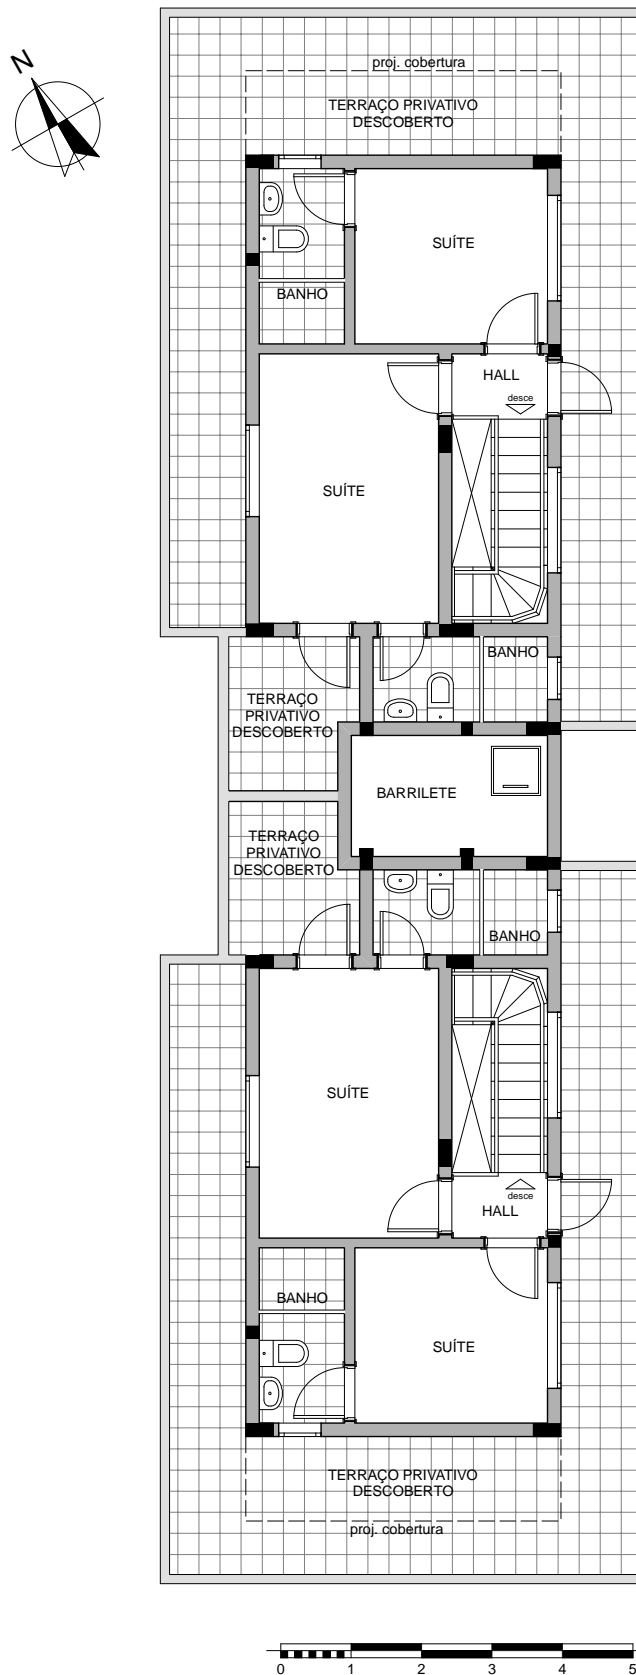 N
proj. cobertura
TERRAÇO PRIVATIVO
DESCOBERTO
SUÍTE
BANHO
HALL
desce
SUÍTE
BANHO
TERRAÇO
PRIVATIVO
DESCOBERTO
BARRILETE
TERRAÇO
PRIVATIVO
DESCOBERTO
BANHO
SUÍTE
desce
HALL
BANHO
SUÍTE
TERRAÇO PRIVATIVO
DESCOBERTO
proj. cobertura
0 1 2 3 4 5